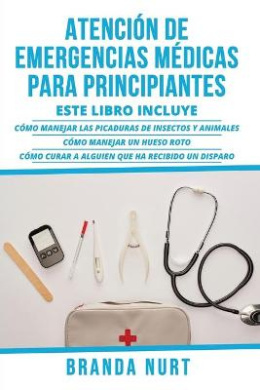 ATENCIÓN DE
EMERGENCIAS MÉDICAS
PARA PRINCIPIANTES
ESTE LIBRO INCLUYE
CÓMO MANEJAR LAS PICADURAS DE INSECTOS Y ANIMALES
CÓMO MANEJAR UN HUESO ROTO
CÓMO CURAR A ALGUIEN QUE HA RECIBIDO UN DISPARO
BRANDA NURT